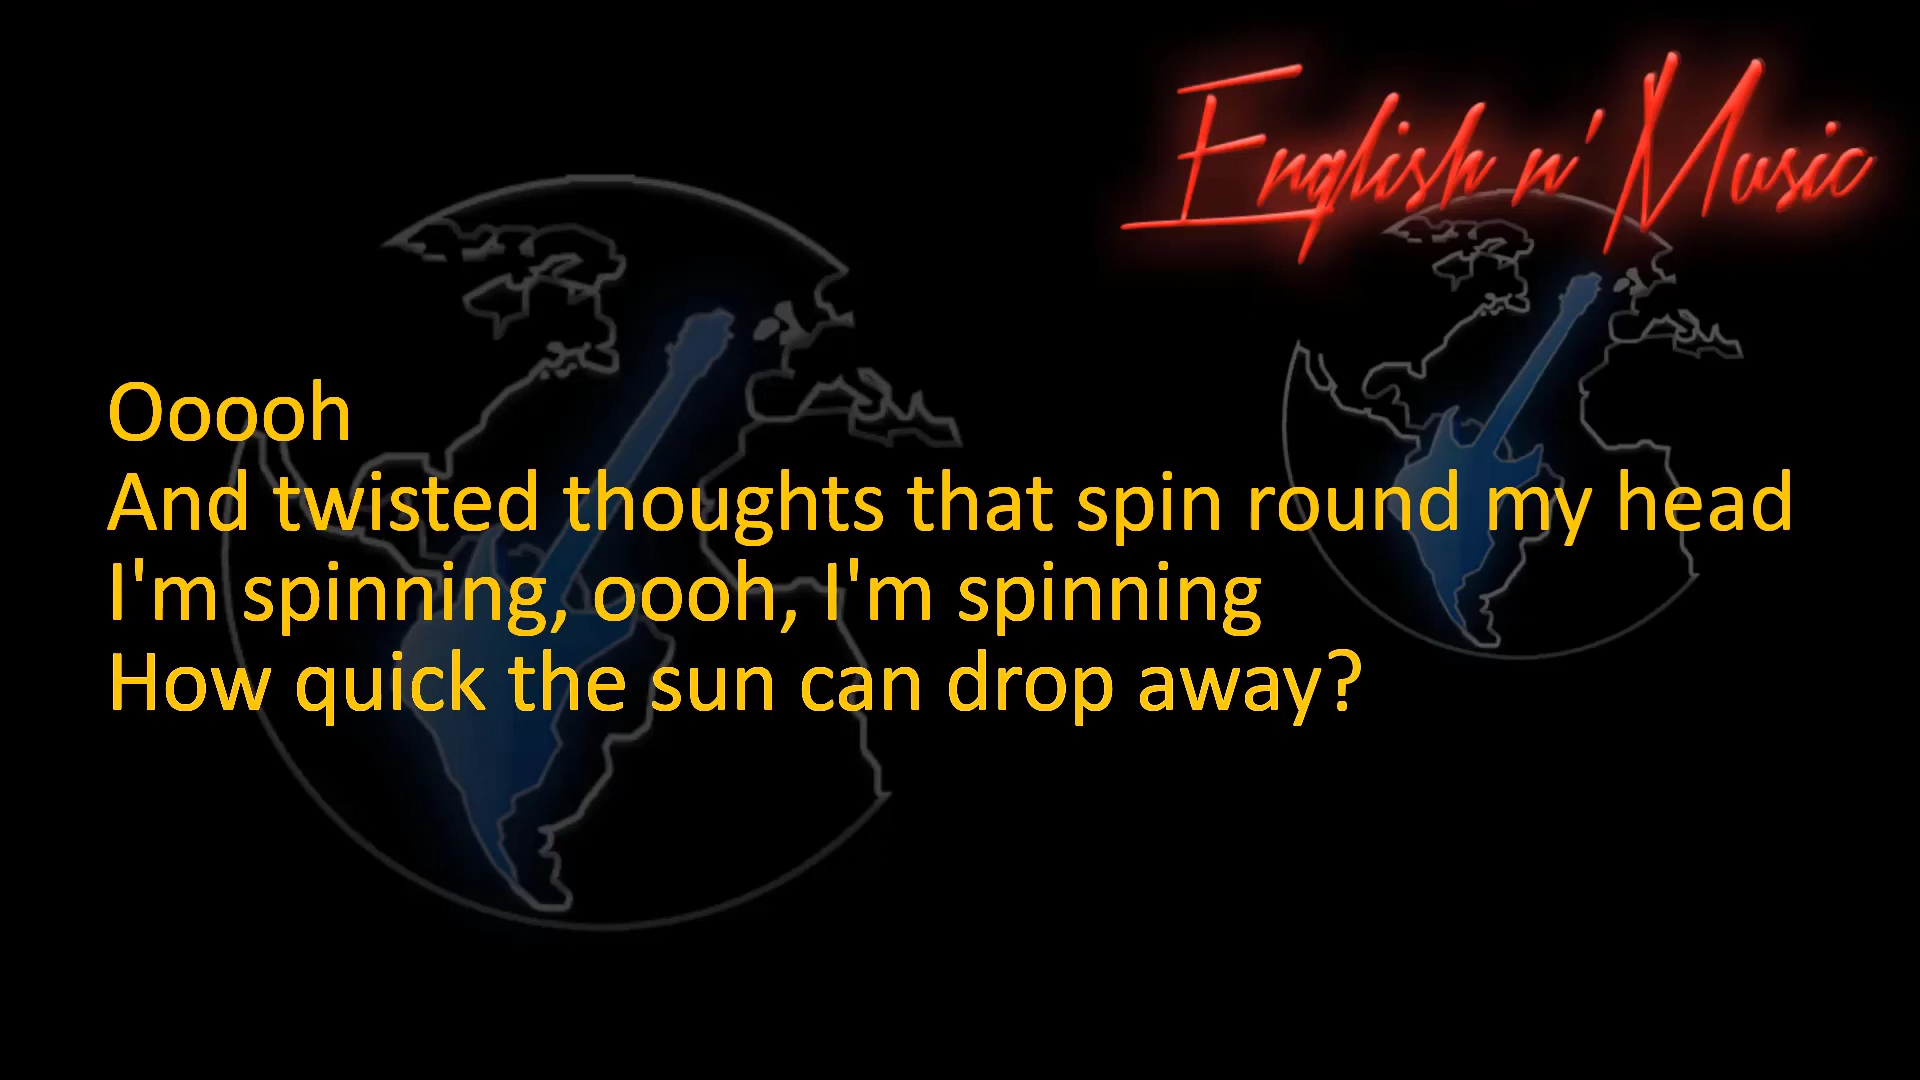 English n' Music
Ooooh
And twisted thoughts that spin round my head
I'm spinning, oooh, I'm spinning
How quick the sun can drop away?